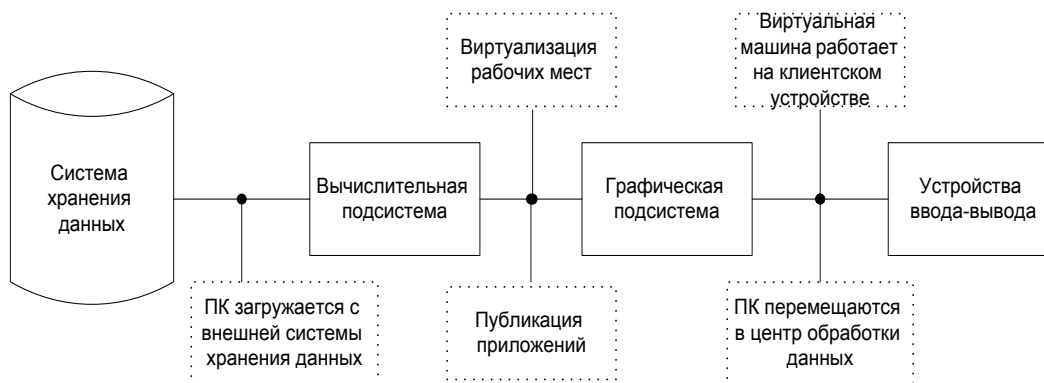 Виртуализация
рабочих мест
Виртуальная
машина работает
на клиентском
устройстве
Система
хранения
данных
Вычислительная
подсистема
Графическая
подсистема
Устройства
ввода-вывода
ПК загружается с
внешней системы
хранения данных
Публикация
приложений
ПК перемещаются
в центр обработки
данных